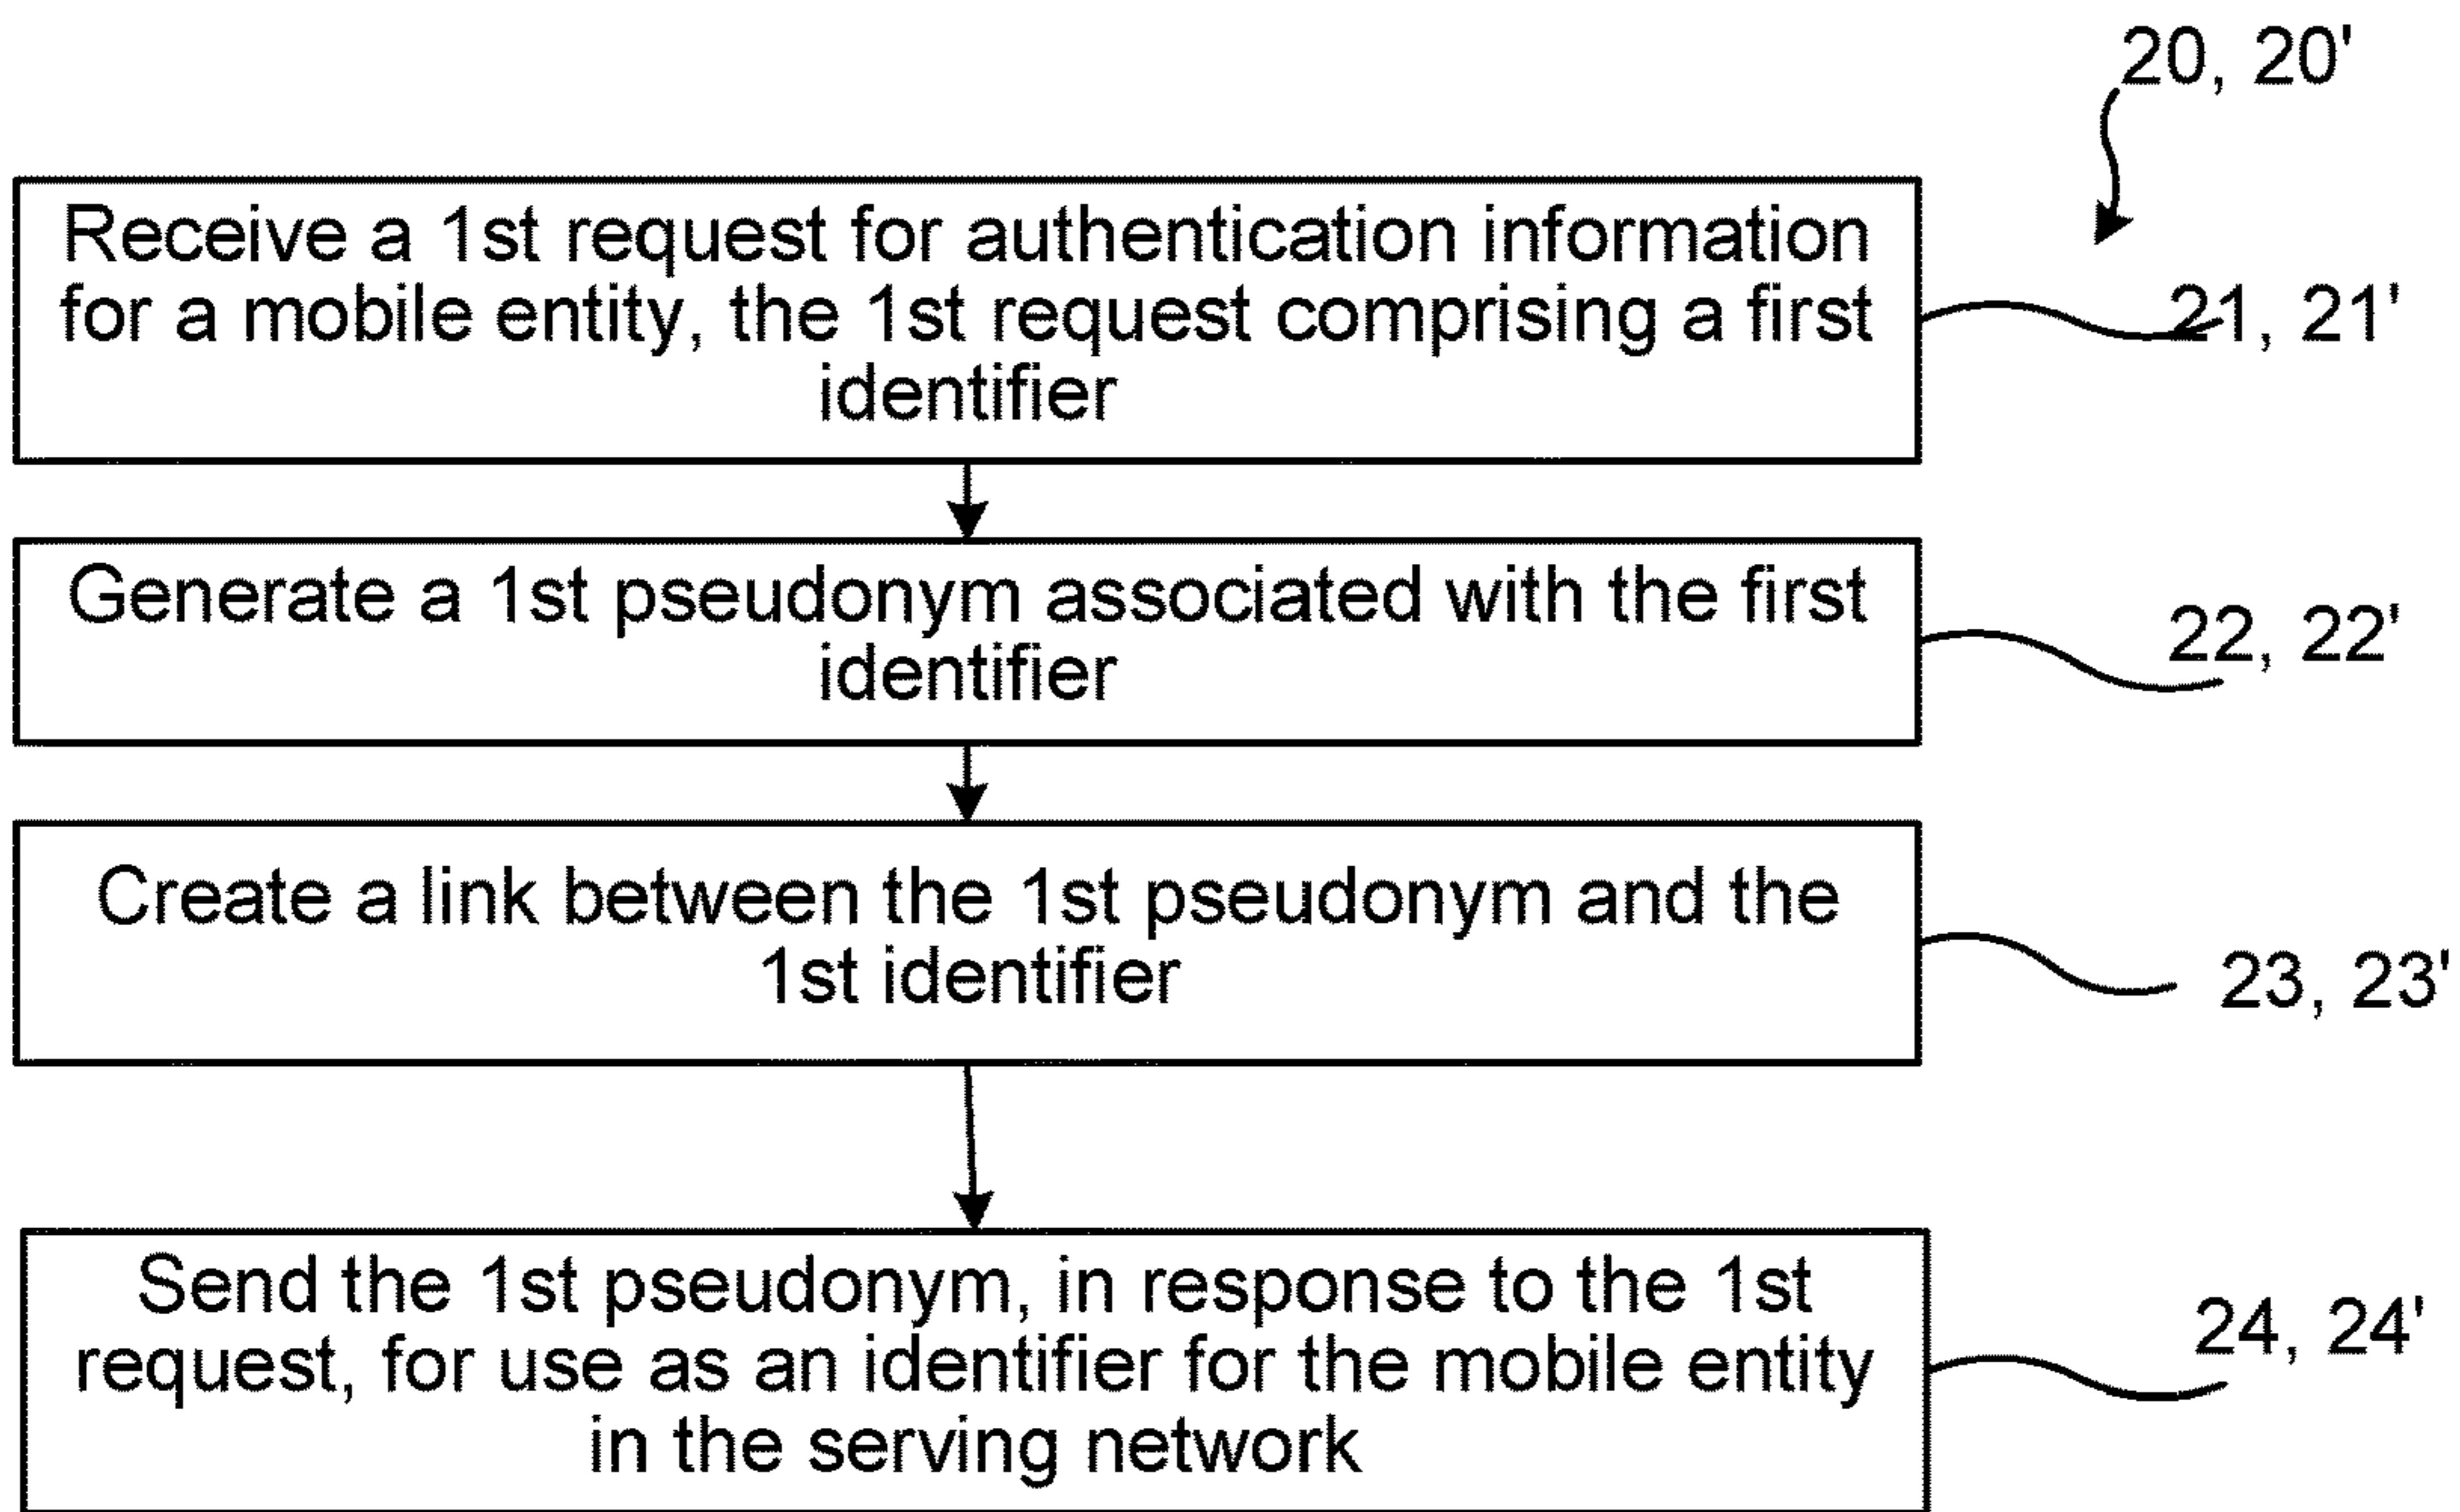 20, 20'
Receive a 1st request for authentication information
for a mobile entity, the 1st request comprising a first
identifier
21, 21'
Generate a 1st pseudonym associated with the first
identifier
22, 22'
Create a link between the 1st pseudonym and the
1st identifier
23, 23'
Send the 1st pseudonym, in response to the 1st
request, for use as an identifier for the mobile entity
in the serving network
24, 24'